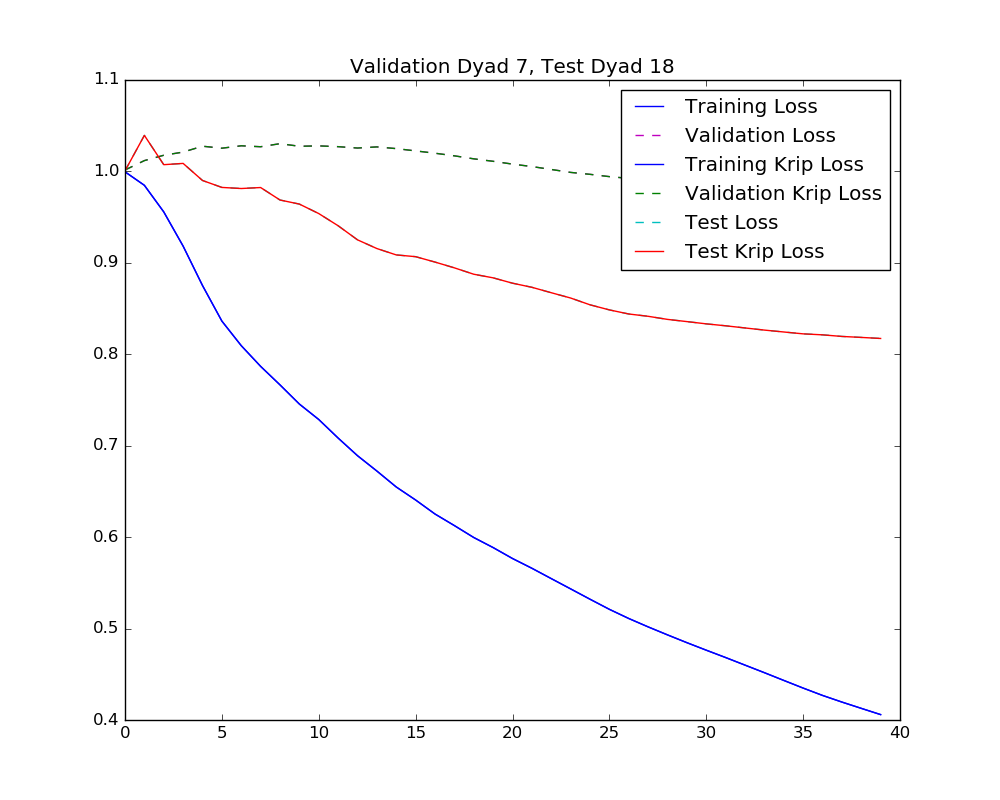 Validation Dyad 7, Test Dyad 18
1.1
1.0
0.9
0.8
0.7
0.6
0.5
0.4
Training Loss
Validation Loss
Training Krip Loss
Validation Krip Loss
Test Loss
Test Krip Loss
0 5 10 15 20 25 30 35 40